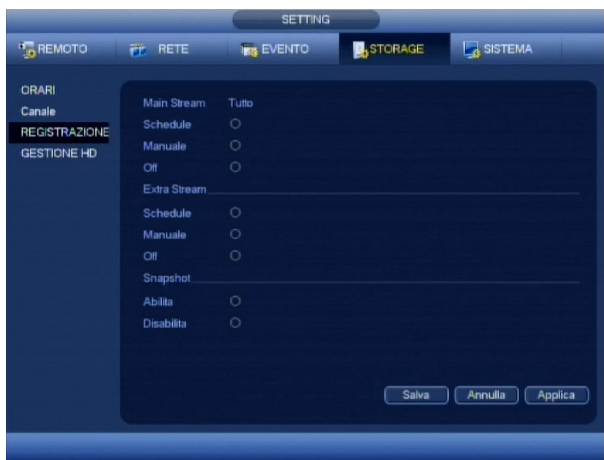 SETTING
REMOTO RETE EVENTO STORAGE SISTEMA
ORARI
Canale
REGISTRAZIONE
GESTIONE HD
Main Stream Tutto
Schedule
Manuale
Off
Extra Stream
Schedule
Manuale
Off
Snapshot
Abilita
Disabilita
Salva Annulla Applica